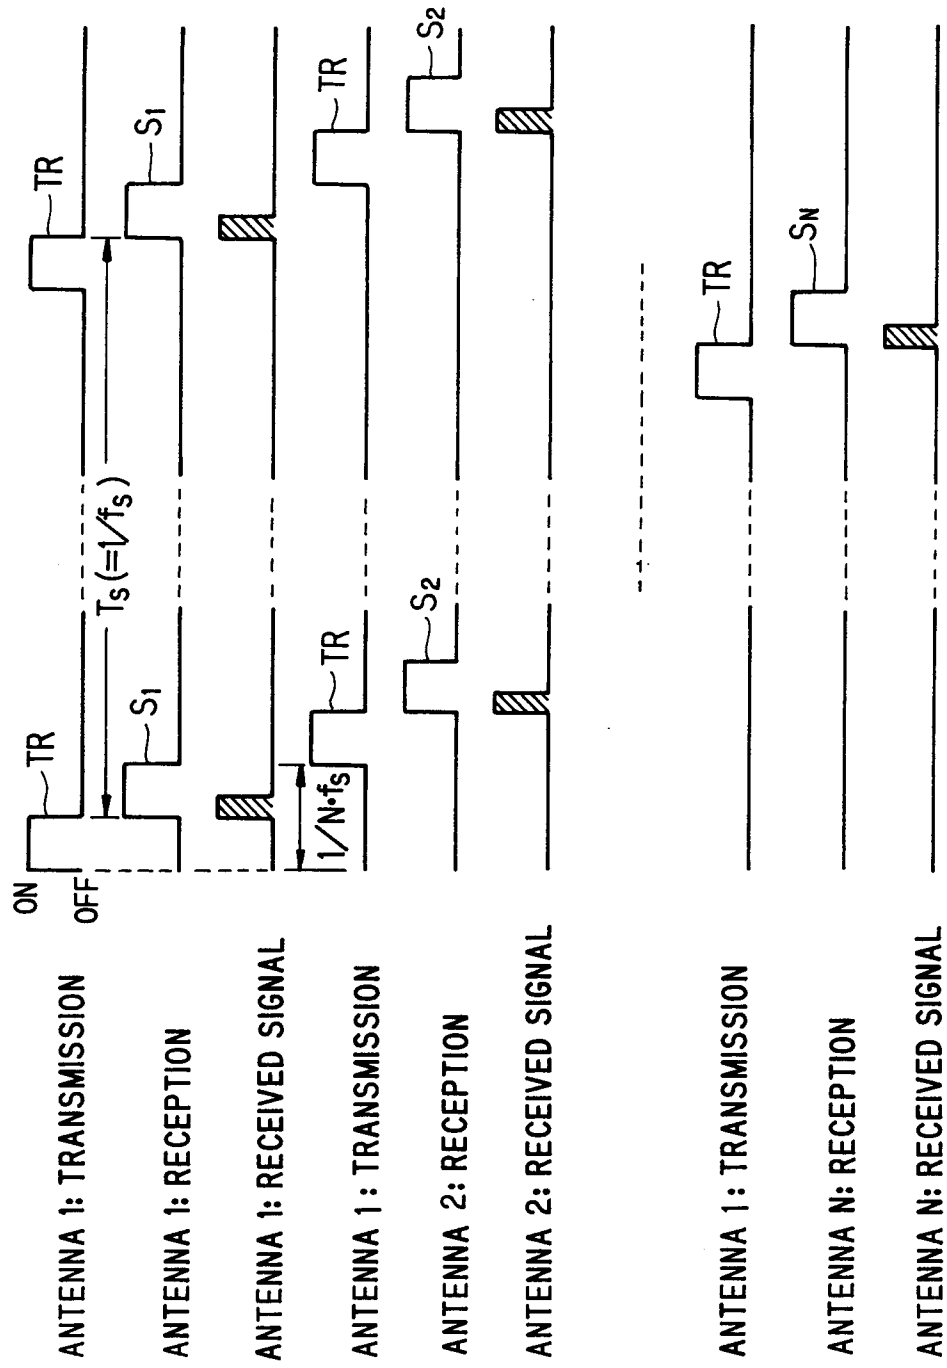 ON
OFF
ANTENNA 1: TRANSMISSION
TR
TR
Ts(=1/fs)
ANTENNA 1: RECEPTION
S1
S1
ANTENNA 1: RECEIVED SIGNAL
1/N•fs
ANTENNA 1: TRANSMISSION
TR
TR
ANTENNA 2: RECEPTION
S2
S2
ANTENNA 2: RECEIVED SIGNAL
ANTENNA 1: TRANSMISSION
TR
ANTENNA N: RECEPTION
SN
ANTENNA N: RECEIVED SIGNAL